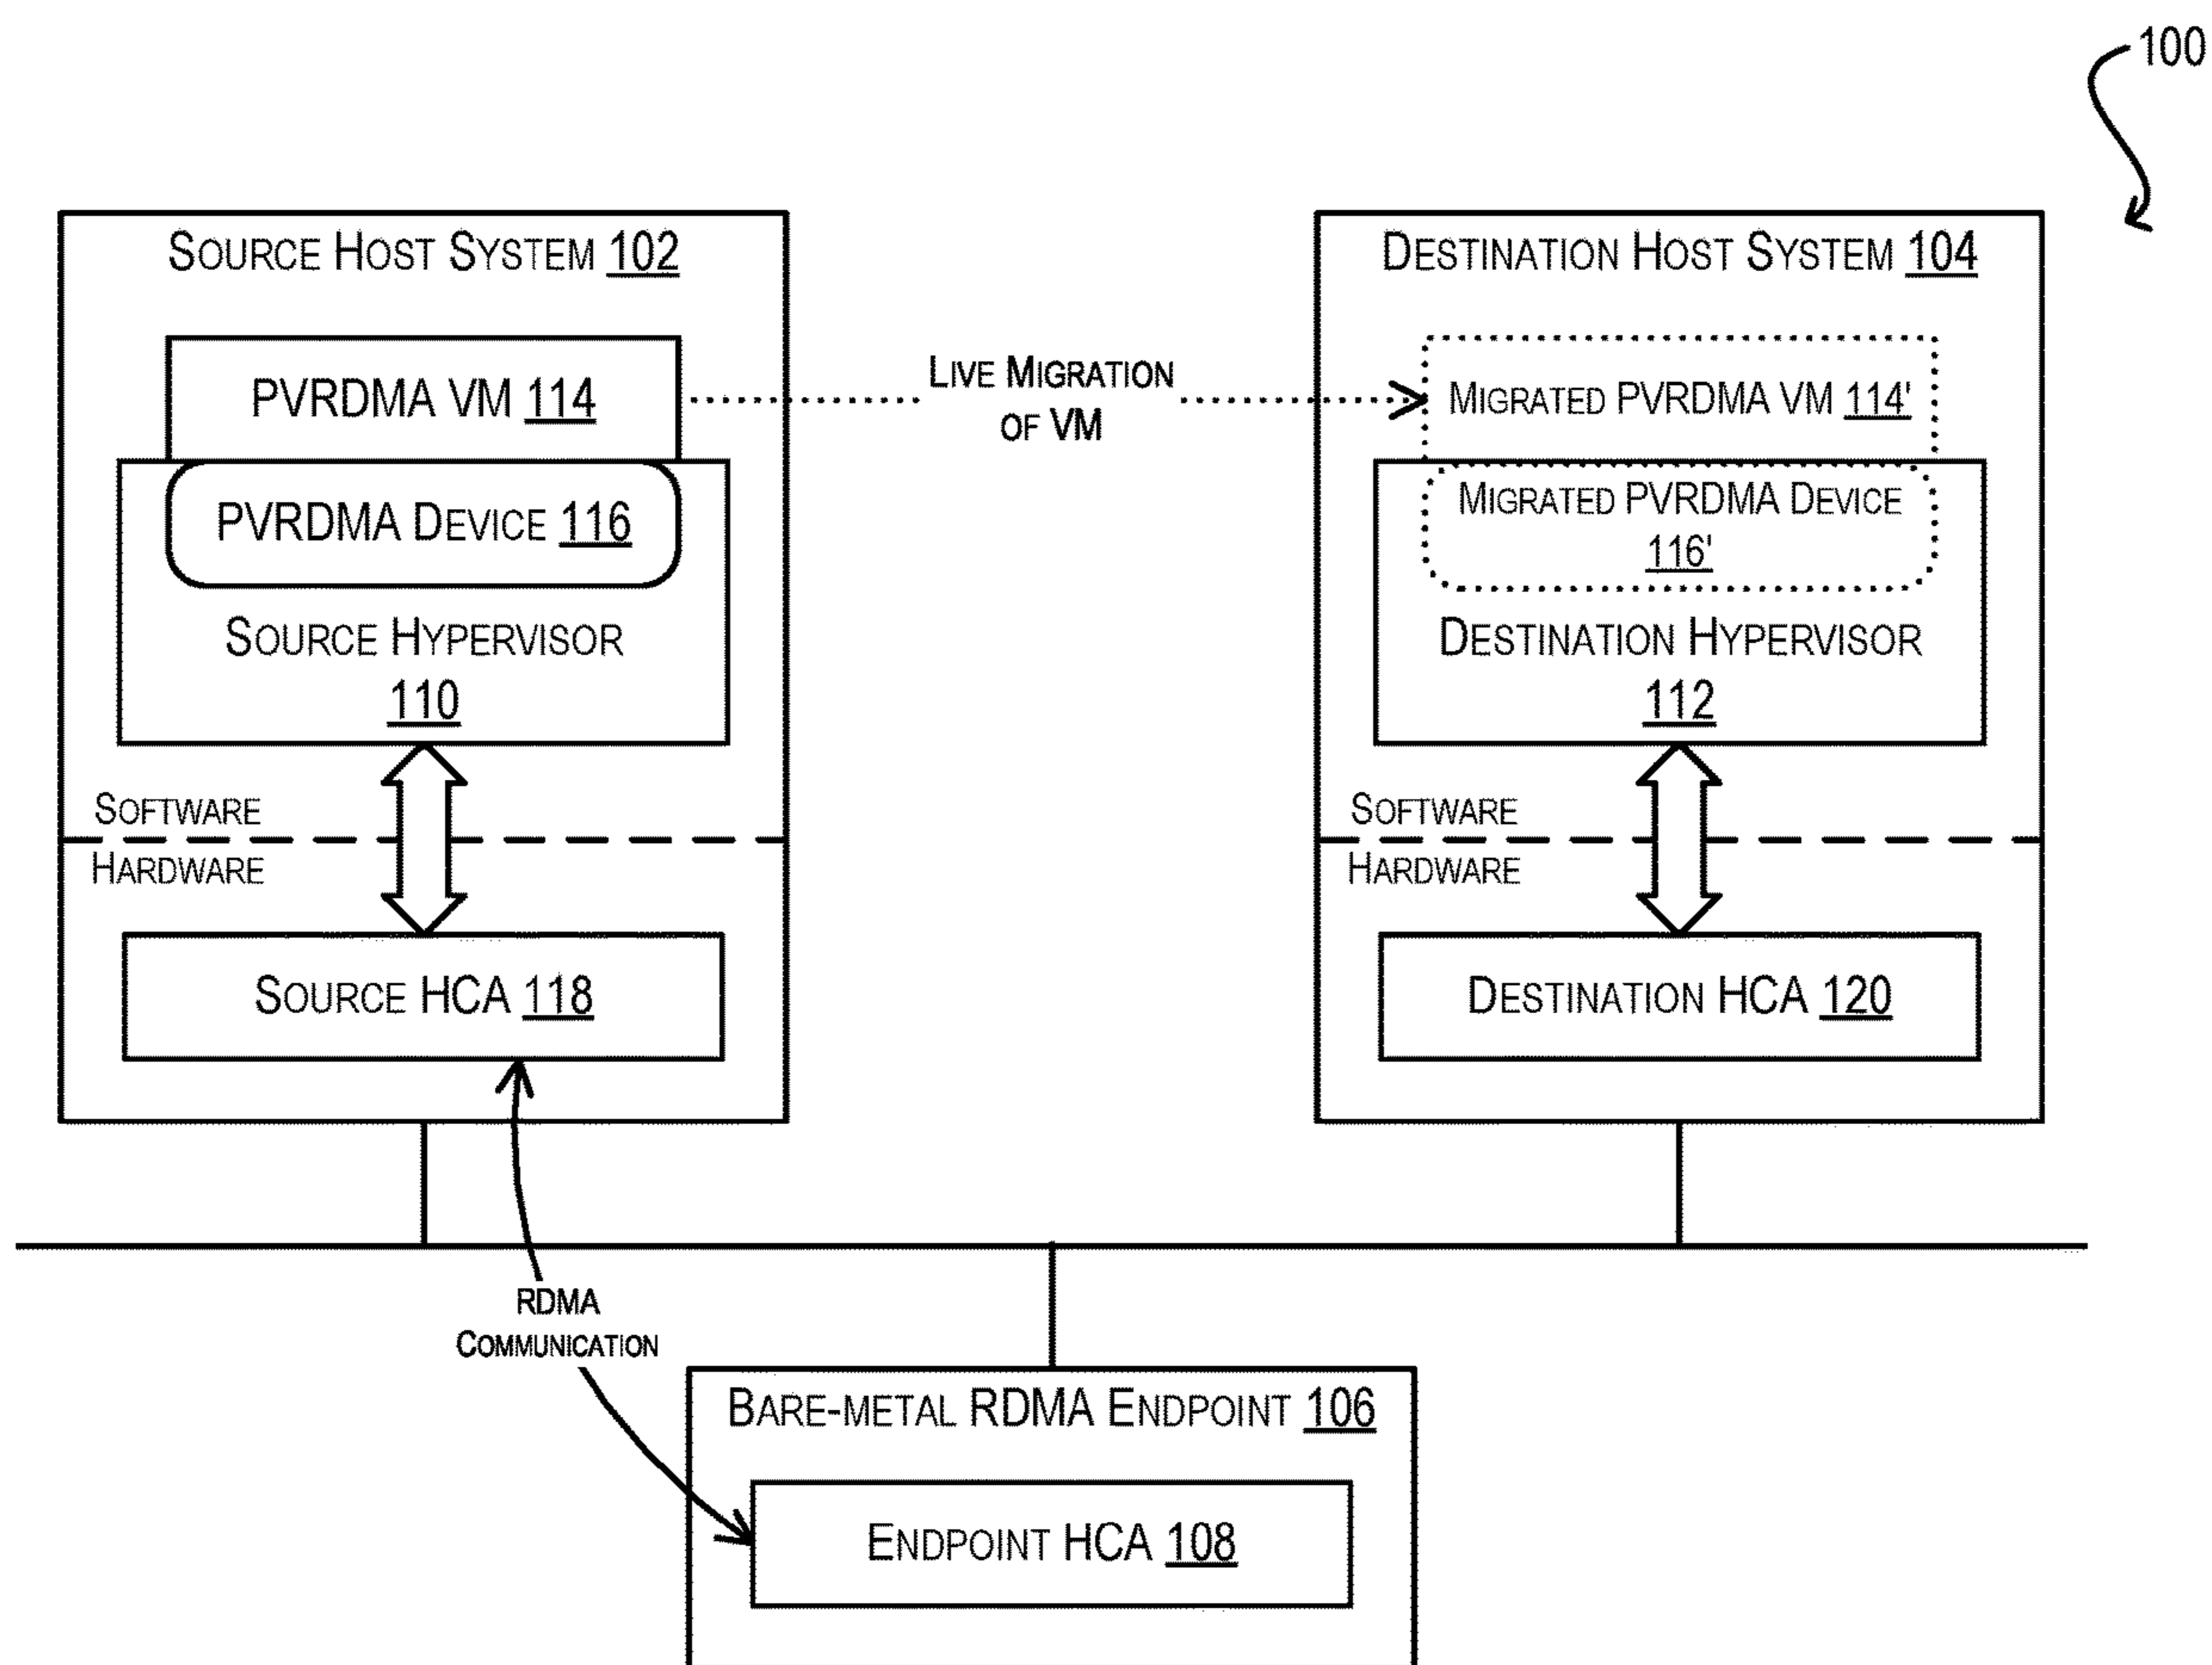 100
SOURCE HOST SYSTEM 102
PVRDMA VM 114
PVRDMA DEVICE 116
SOURCE HYPERVISOR
110
SOFTWARE
HARDWARE
SOURCE HCA 118
LIVE MIGRATION
OF VM
DESTINATION HOST SYSTEM 104
MIGRATED PVRDMA VM 114'
MIGRATED PVRDMA DEVICE
116'
DESTINATION HYPERVISOR
112
SOFTWARE
HARDWARE
DESTINATION HCA 120
RDMA
COMMUNICATION
BARE-METAL RDMA ENDPOINT 106
ENDPOINT HCA 108